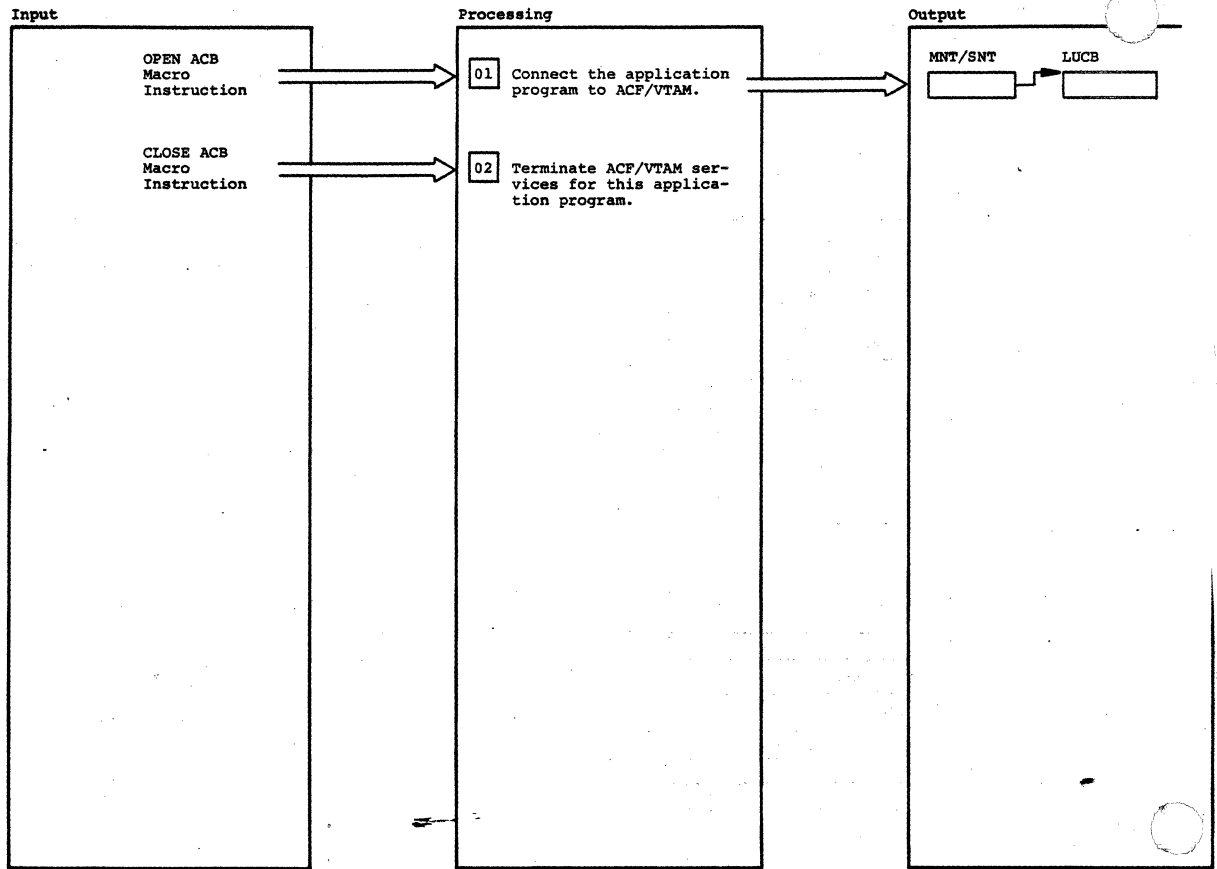 Input
OPEN ACB
Macro
Instruction
CLOSE ACB
Macro
Instruction
Processing
01 Connect the application
program to ACF/VTAM.
02 Terminate ACF/VTAM ser-
vices for this applica-
tion program.
Output
MNT/SNT LUCB